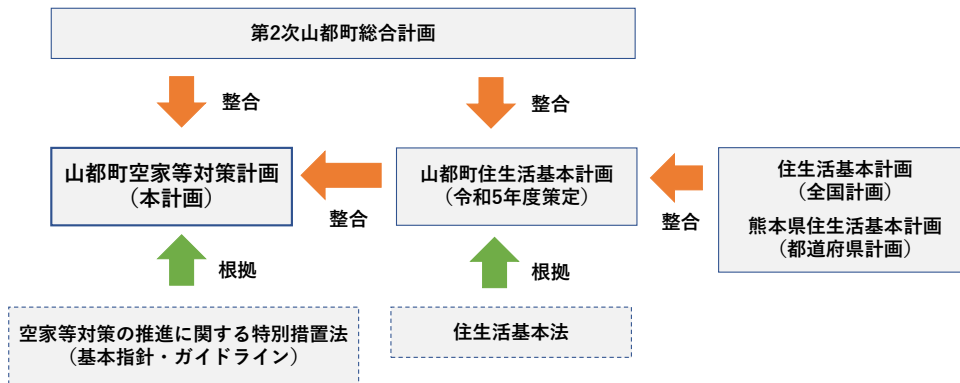 第2次山都町総合計画
整合
整合
山都町空家等対策計画
（本計画）
整合
山都町住生活基本計画
（令和5年度策定）
整合
住生活基本計画
（全国計画）
熊本県住生活基本計画
（都道府県計画）
根拠
根拠
空家等対策の推進に関する特別措置法
（基本指針・ガイドライン）
住生活基本法